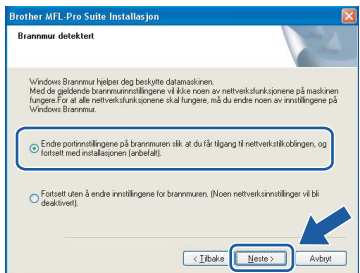 Brother MFL-Pro Suite Installasjon
Brannmur detektert
Windows Brannmur hjelper deg beskytte datamaskinen.
Med de gjeldende brannmurinnstillingene vil ikke noen av nettverksfunksjonene på maskinen
fungere.For at alle nettverksfunksjonene skal fungere, må du endre noen av innstillingene på
Windows Brannmur.
Endre portinnstillingene på brannmuren slik at du får tilgang til nettverkstilkoblingen, og
fortsett med installasjonen (anbefalt).
Fortsett uten å endre innstillingene for brannmuren. (Noen nettverksinnstillinger vil bli
deaktivert).
< Tilbake
Neste >
Avbryt